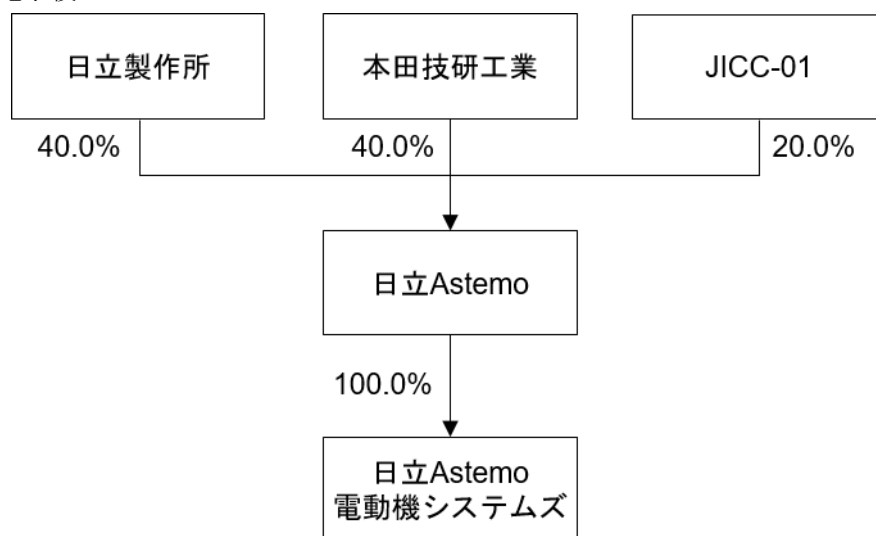 日立製作所
本田技研工業
JICC-01
40.0%
40.0%
20.0%
日立Astemo
100.0%
日立Astemo
電動機システムズ